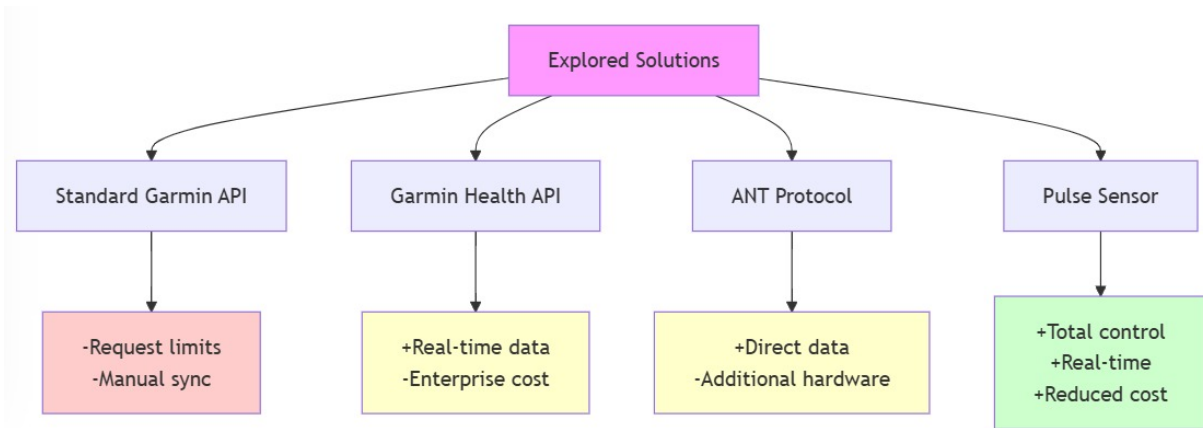 Explored Solutions
Standard Garmin API
Garmin Health API
ANT Protocol
Pulse Sensor
-Request limits
-Manual sync
+Real-time data
-Enterprise cost
+Direct data
-Additional hardware
+Total control
+Real-time
+Reduced cost